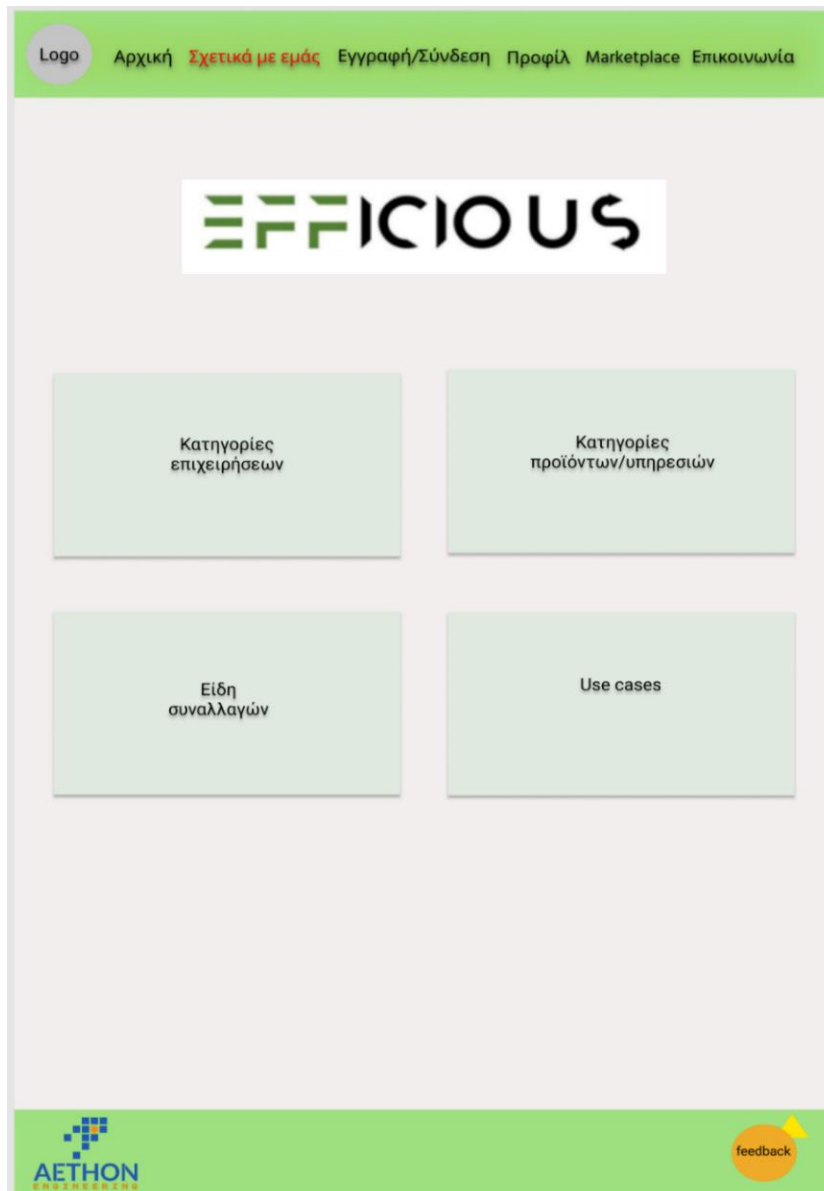 Logo Αρχική Σχετικά με εμάς Εγγραφή/Σύνδεση Προφίλ Marketplace Επικοινωνία
EFFICIOUS
Κατηγορίες
επιχειρήσεων
Κατηγορίες
προϊόντων/υπηρεσιών
Είδη
συναλλαγών
Use cases
AETHON
ENGINEERING
feedback